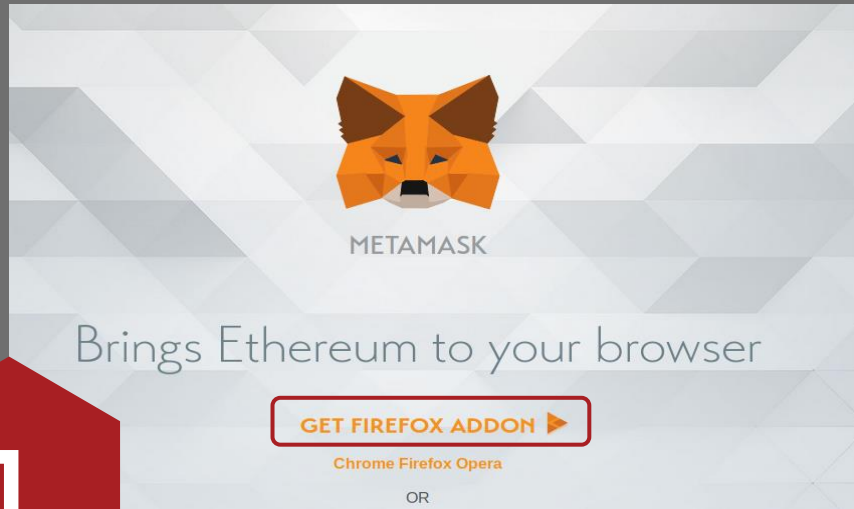 METAMASK
Brings Ethereum to your browser
GET FIREFOX ADDON
Chrome Firefox Opera
OR